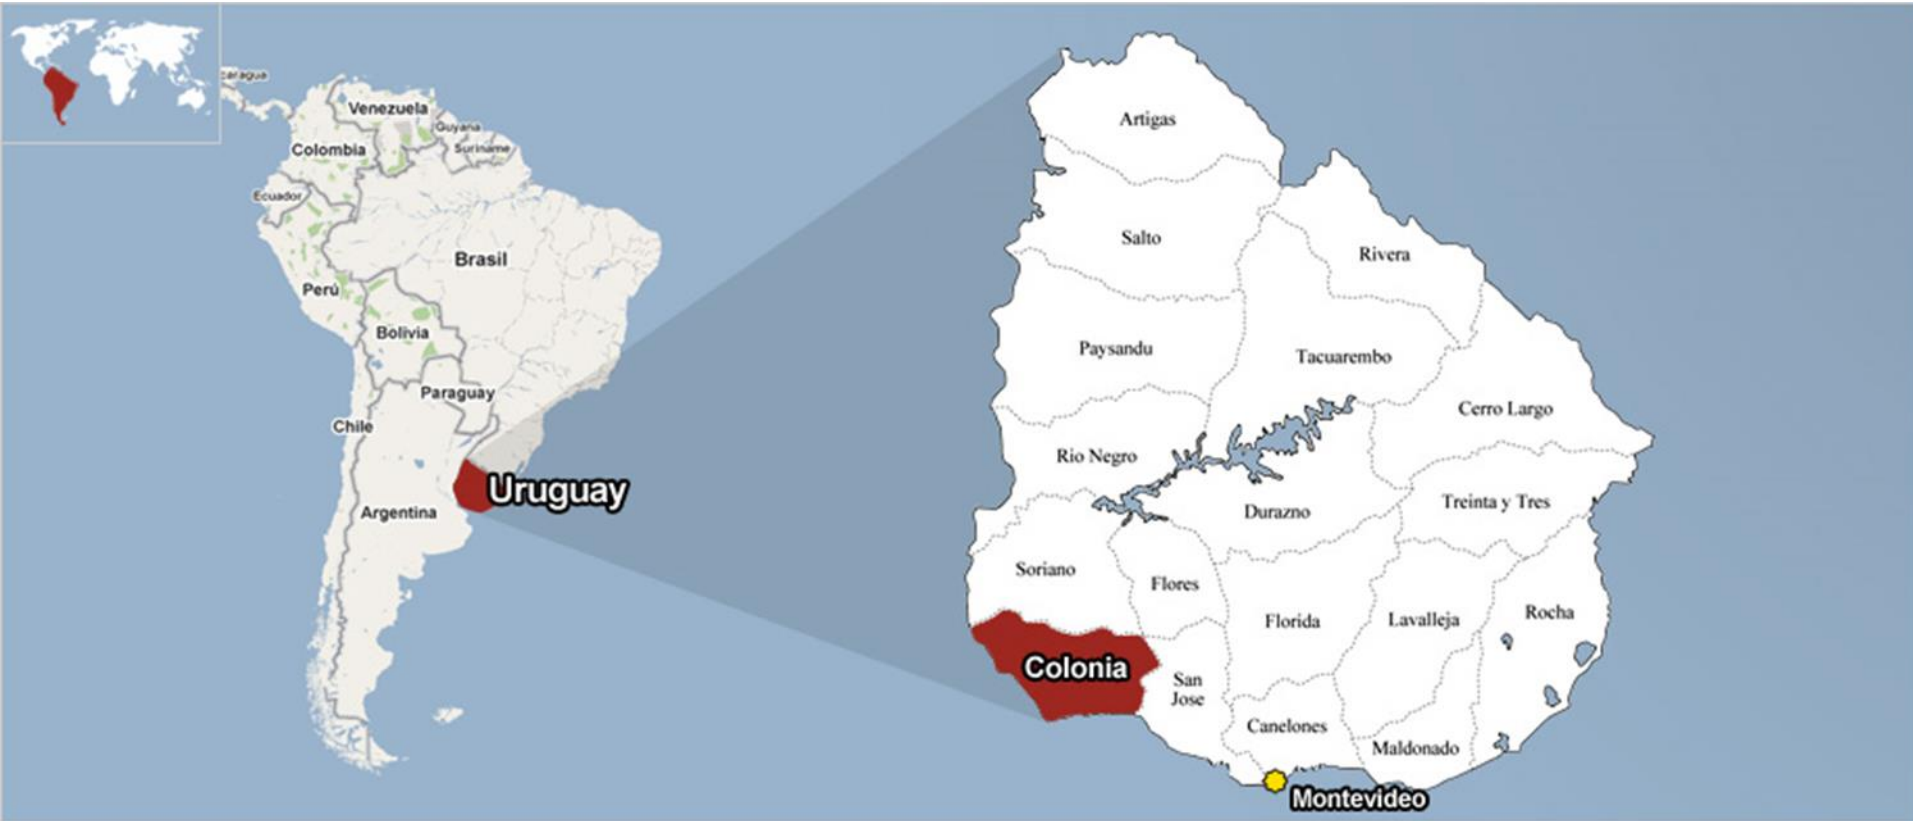 caragua
Venezuela
Guyana
Suriname
Colombia
Ecuador
Brasil
Perú
Bolivia
Paraguay
Chile
Uruguay
Argentina
Artigas
Salto
Rivera
Paysandu
Tacuarembo
Cerro Largo
Rio Negro
Treinta y Tres
Durazno
Soriano
Flores
Florida
Lavalleja
Rocha
Colonia
San
Jose
Canelones
Maldonado
Montevideo